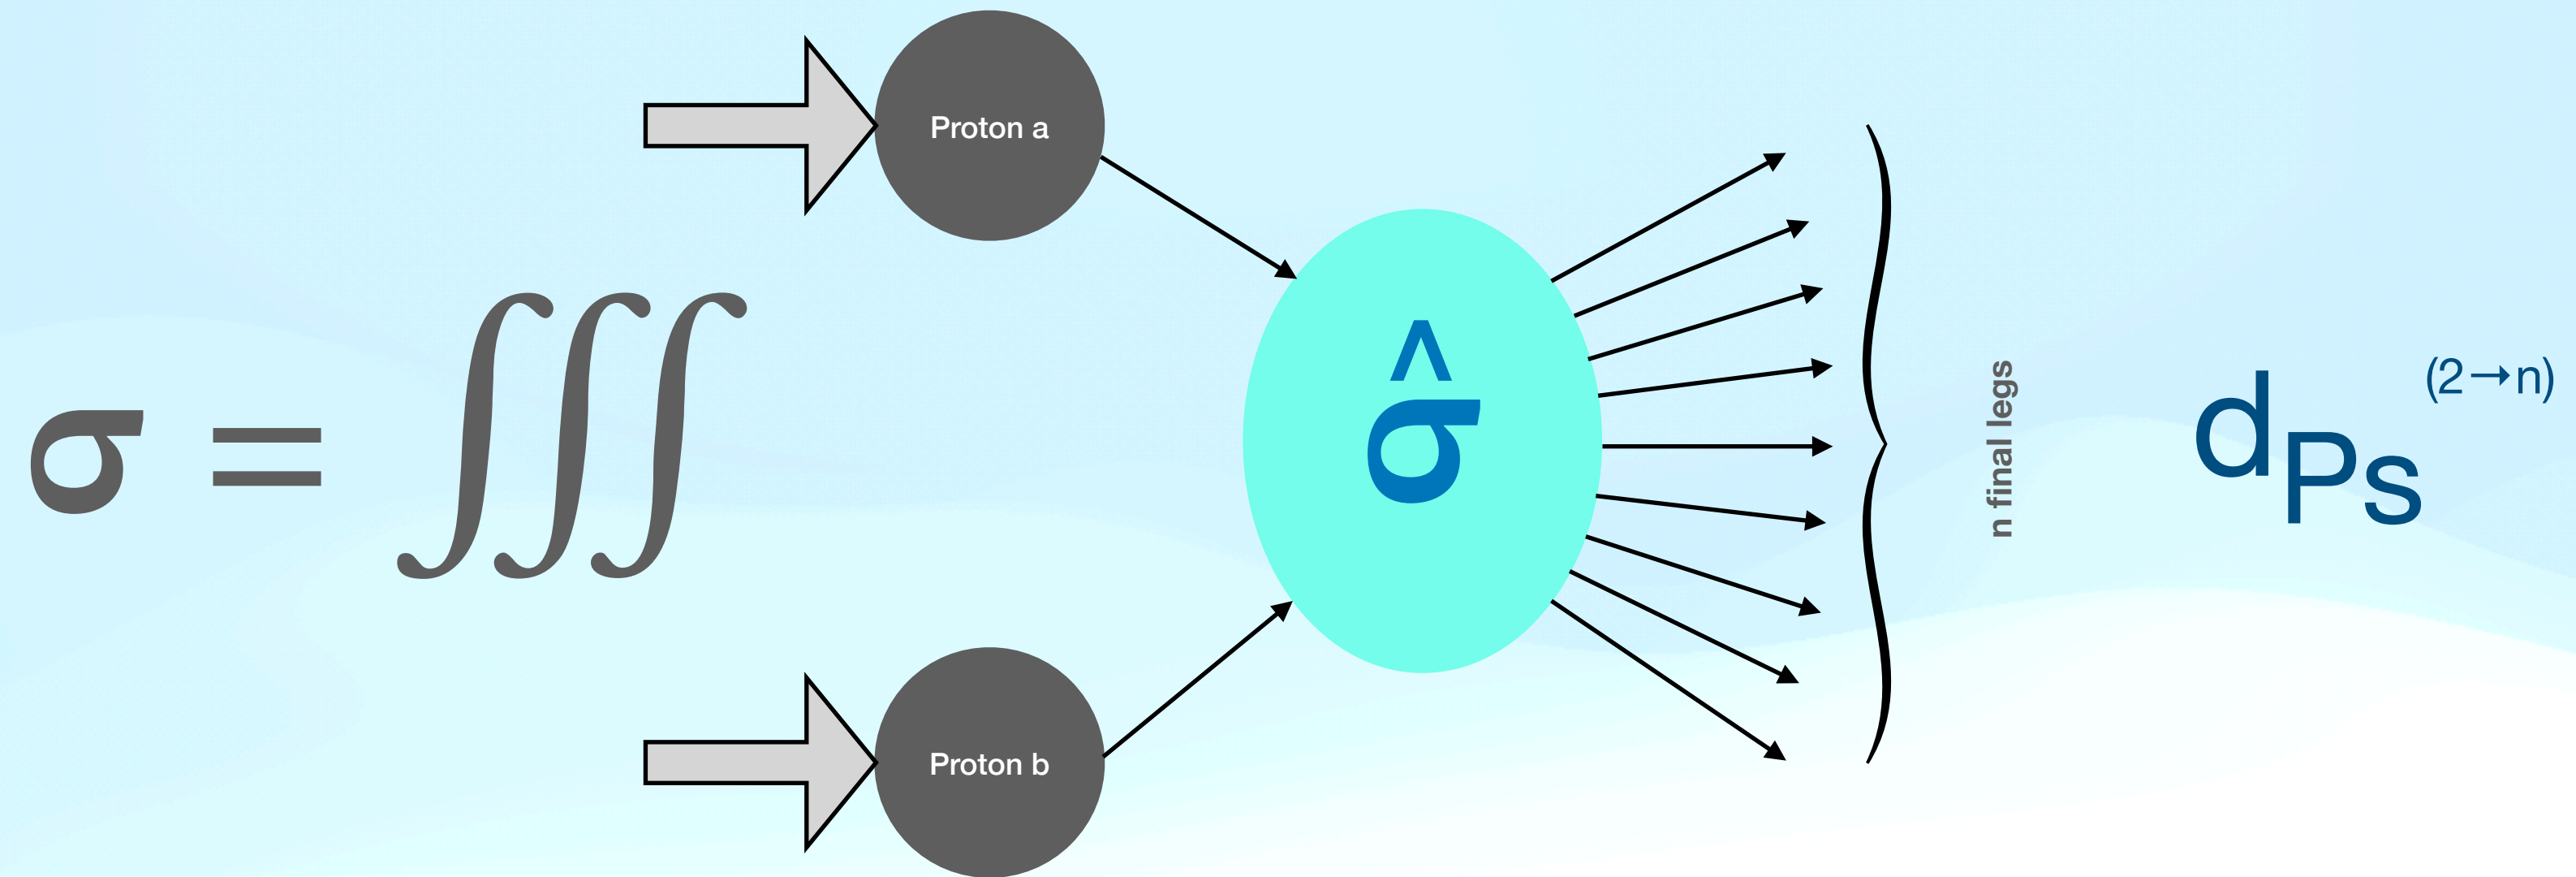 Proton a
σ = ∫∫∫
σ̂
n final legs
dPs(2→n)
Proton b